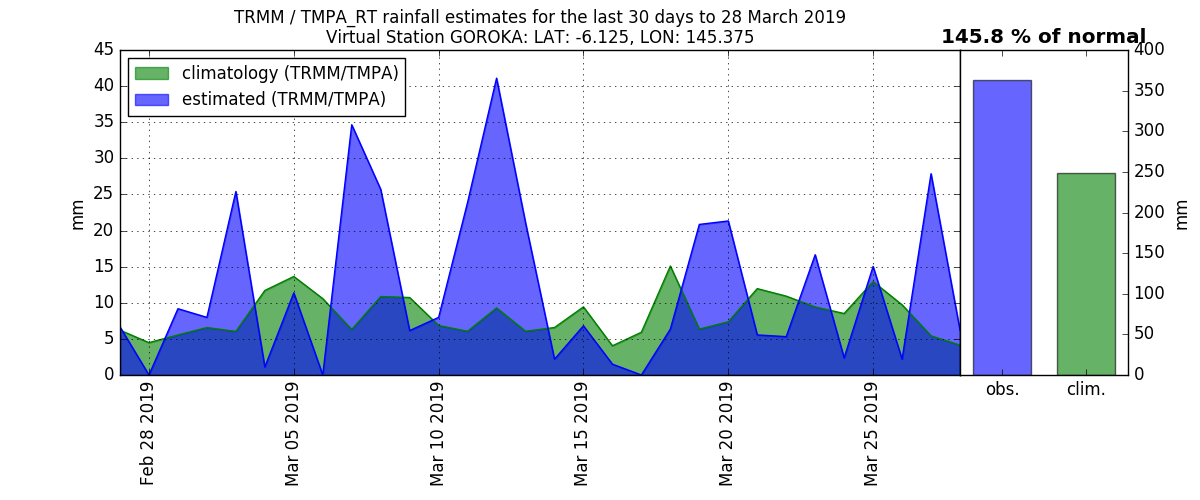 TRMM / TMPA_RT rainfall estimates for the last 30 days to 28 March 2019
Virtual Station GOROKA: LAT: -6.125, LON: 145.375
145.8 % of normal
climatology (TRMM/TMPA)
estimated (TRMM/TMPA)
45
40
35
30
25
20
15
10
5
0
mm
Feb 28 2019
Mar 05 2019
Mar 10 2019
Mar 15 2019
Mar 20 2019
Mar 25 2019
400
350
300
250
200
150
100
50
0
mm
obs.
clim.